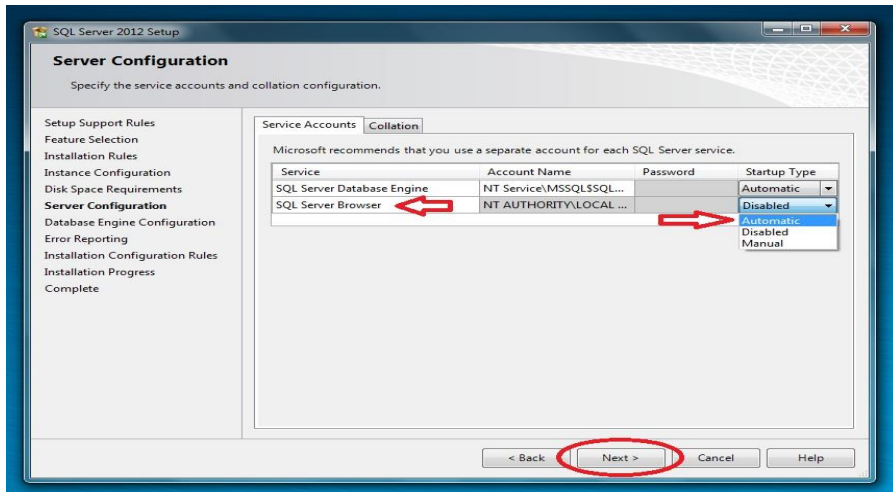 SQL Server 2012 Setup
Server Configuration
Specify the service accounts and collation configuration.
Setup Support Rules
Feature Selection
Installation Rules
Instance Configuration
Disk Space Requirements
Server Configuration
Database Engine Configuration
Error Reporting
Installation Configuration Rules
Installation Progress
Complete
Service Accounts Collation
Microsoft recommends that you use a separate account for each SQL Server service.
Service Account Name Password Startup Type
SQL Server Database Engine NT Service\MSSQL$SQL... Automatic
SQL Server Browser NT AUTHORITY\LOCAL ... Disabled
Automatic
Disabled
Manual
< Back Next > Cancel Help